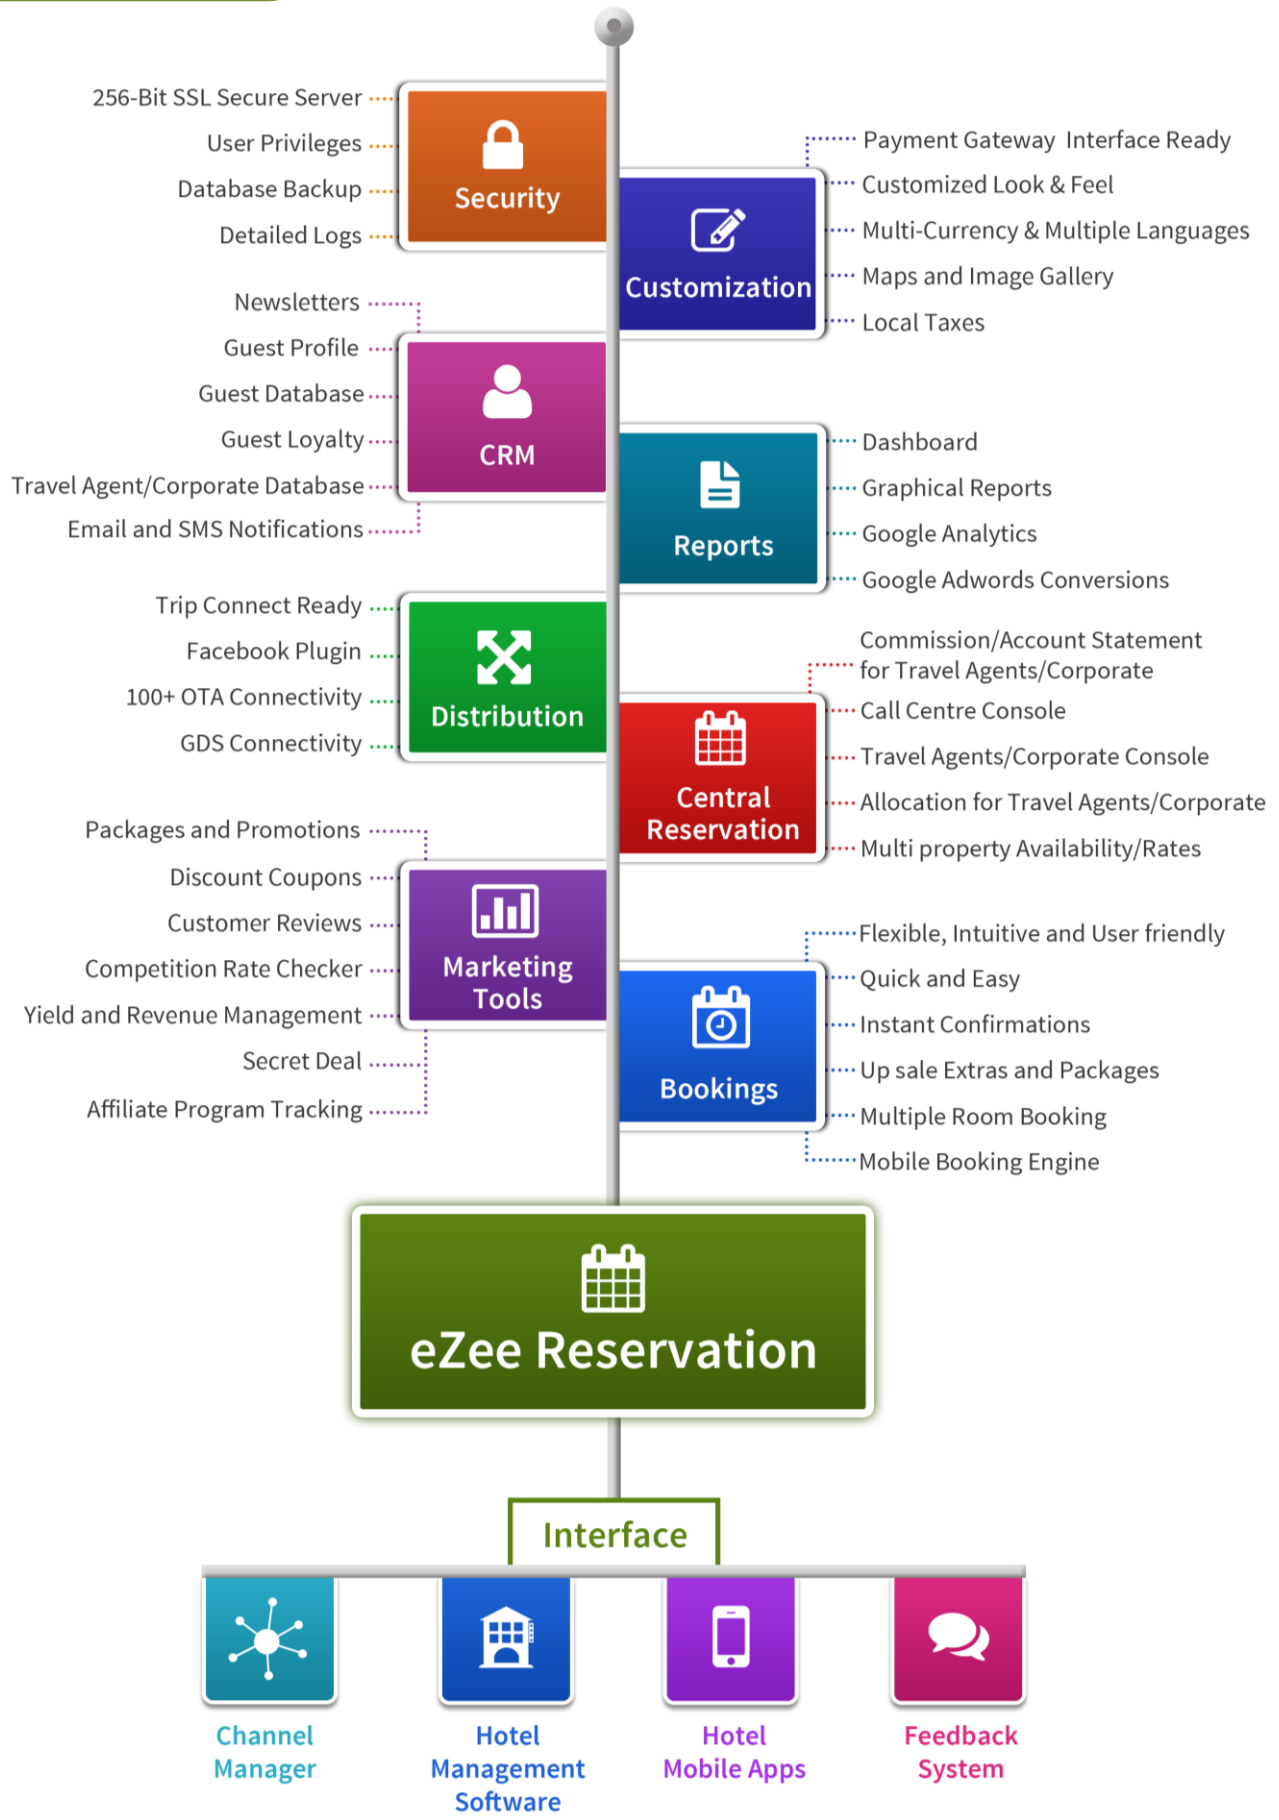 256-Bit SSL Secure Server
User Privileges
Database Backup
Detailed Logs
Security
Payment Gateway Interface Ready
Customized Look & Feel
Multi-Currency & Multiple Languages
Maps and Image Gallery
Local Taxes
Customization
Newsletters
Guest Profile
Guest Database
Guest Loyalty
Travel Agent/Corporate Database
Email and SMS Notifications
CRM
Dashboard
Graphical Reports
Google Analytics
Google Adwords Conversions
Reports
Trip Connect Ready
Facebook Plugin
100+ OTA Connectivity
GDS Connectivity
Distribution
Commission/Account Statement
for Travel Agents/Corporate
Call Centre Console
Travel Agents/Corporate Console
Allocation for Travel Agents/Corporate
Multi property Availability/Rates
Central
Reservation
Packages and Promotions
Discount Coupons
Customer Reviews
Competition Rate Checker
Yield and Revenue Management
Secret Deal
Affiliate Program Tracking
Marketing
Tools
Flexible, Intuitive and User friendly
Quick and Easy
Instant Confirmations
Up sale Extras and Packages
Multiple Room Booking
Mobile Booking Engine
Bookings
eZee Reservation
Interface
Channel
Manager
Hotel
Management
Software
Hotel
Mobile Apps
Feedback
System